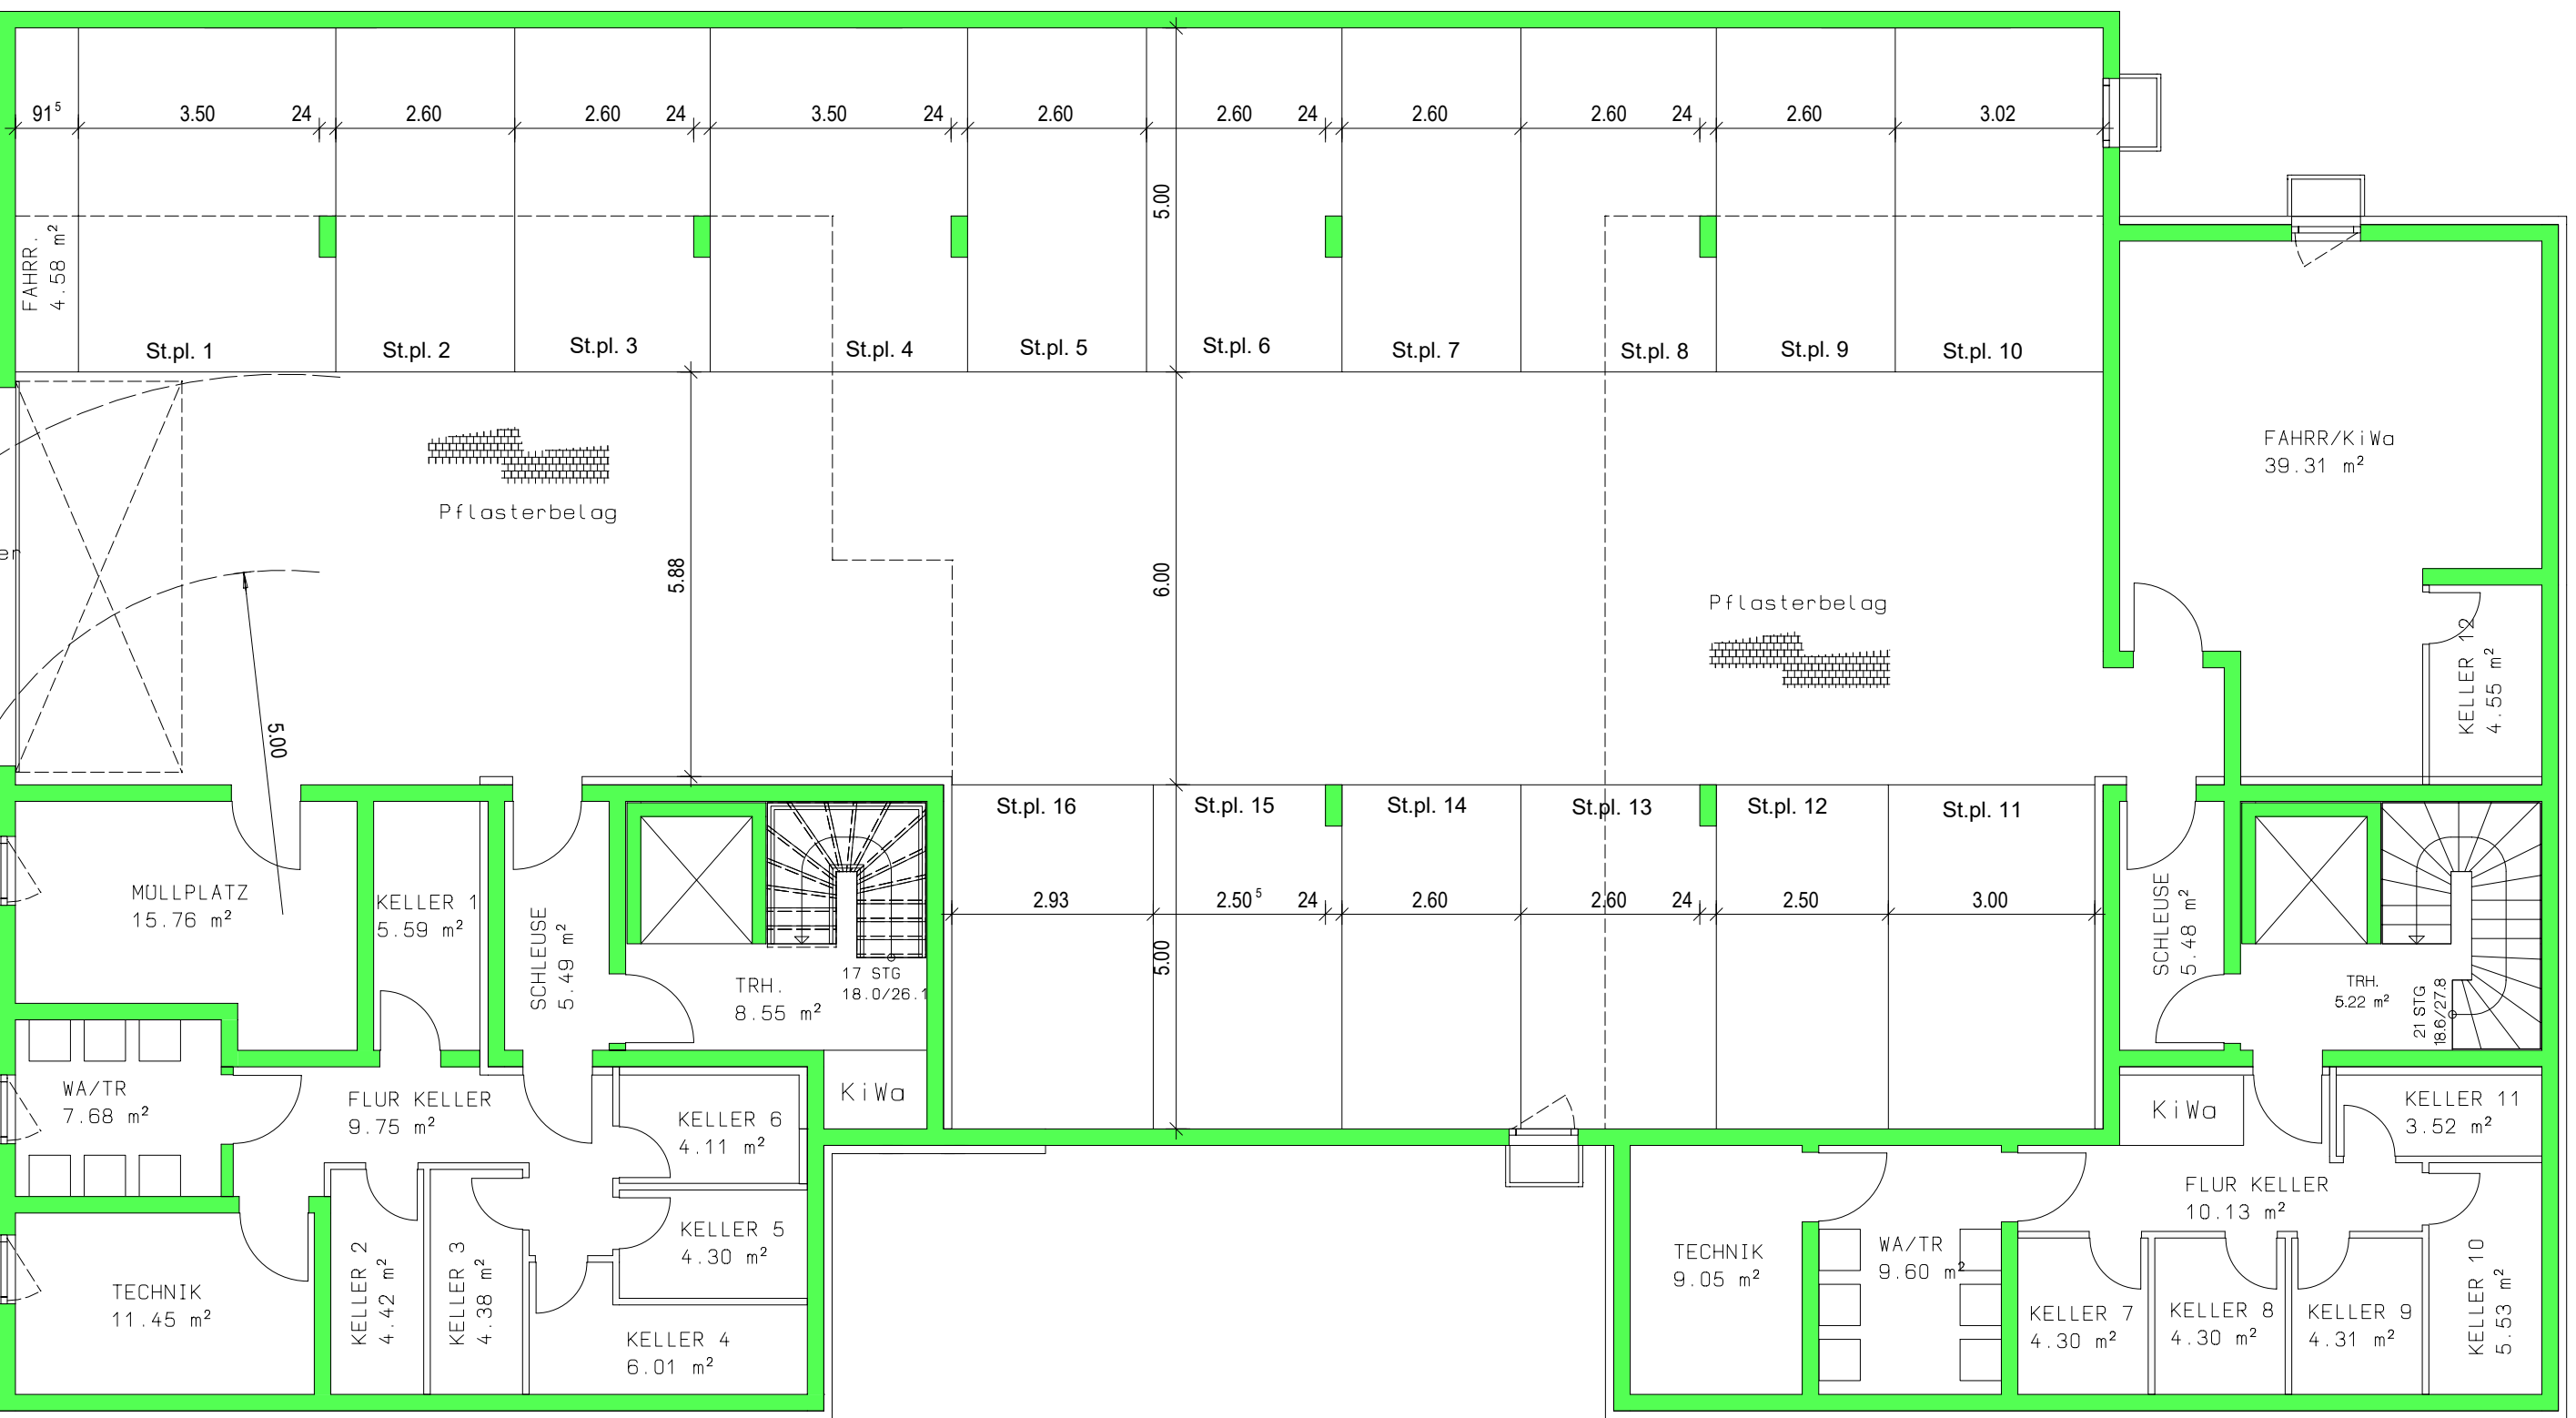 91⁵ 3.50 24 2.60 2.60 24 3.50 24 2.60 2.60 24 2.60 2.60 24 2.60 3.02
5.00
FAHRR.
4.58 m²
St.pl. 1
St.pl. 2
St.pl. 3
St.pl. 4
St.pl. 5
St.pl. 6
St.pl. 7
St.pl. 8
St.pl. 9
St.pl. 10
FAHRR/KiWa
39.31 m²
Pflasterbelag
er
5.88
6.00
Pflasterbelag
KELLER 12
4.55 m²
5.00
St.pl. 16
St.pl. 15
St.pl. 14
St.pl. 13
St.pl. 12
St.pl. 11
MÜLLPLATZ
15.76 m²
KELLER 1
5.59 m²
SCHLEUSE
5.49 m²
TRH.
8.55 m²
17 STG
18.0/26.1
2.93 2.50⁵ 24 2.60 2.60 24 2.50 3.00
5.00
SCHLEUSE
5.48 m²
TRH.
5.22 m²
21 STG
18.6/27.8
WA/TR
7.68 m²
FLUR KELLER
9.75 m²
KELLER 6
4.11 m²
KiWa
KiWa
KELLER 11
3.52 m²
FLUR KELLER
10.13 m²
KELLER 5
4.30 m²
TECHNIK
11.45 m²
KELLER 2
4.42 m²
KELLER 3
4.38 m²
KELLER 4
6.01 m²
TECHNIK
9.05 m²
WA/TR
9.60 m²
KELLER 7
4.30 m²
KELLER 8
4.30 m²
KELLER 9
4.31 m²
KELLER 10
5.53 m²